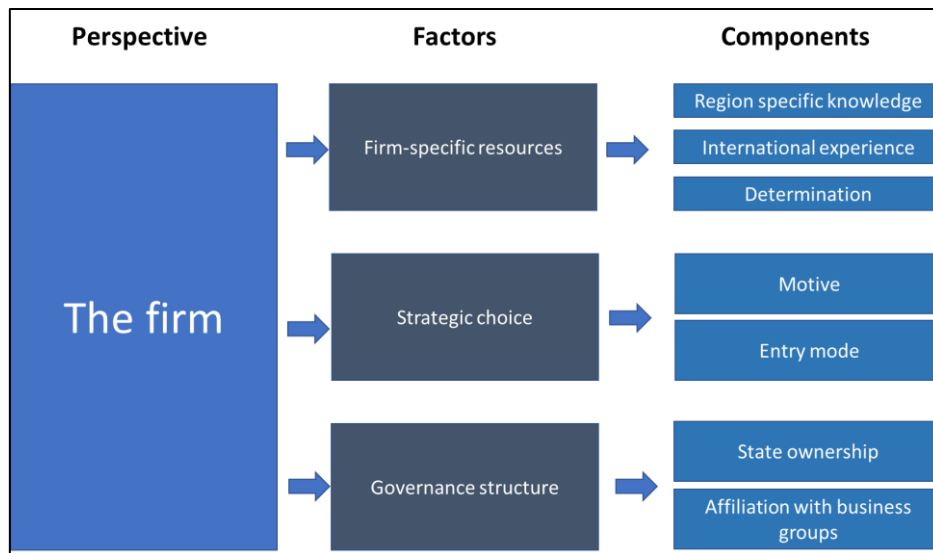 Perspective
Factors
Components
The firm
Firm-specific resources
Region specific knowledge
International experience
Determination
Strategic choice
Motive
Entry mode
Governance structure
State ownership
Affiliation with business
groups